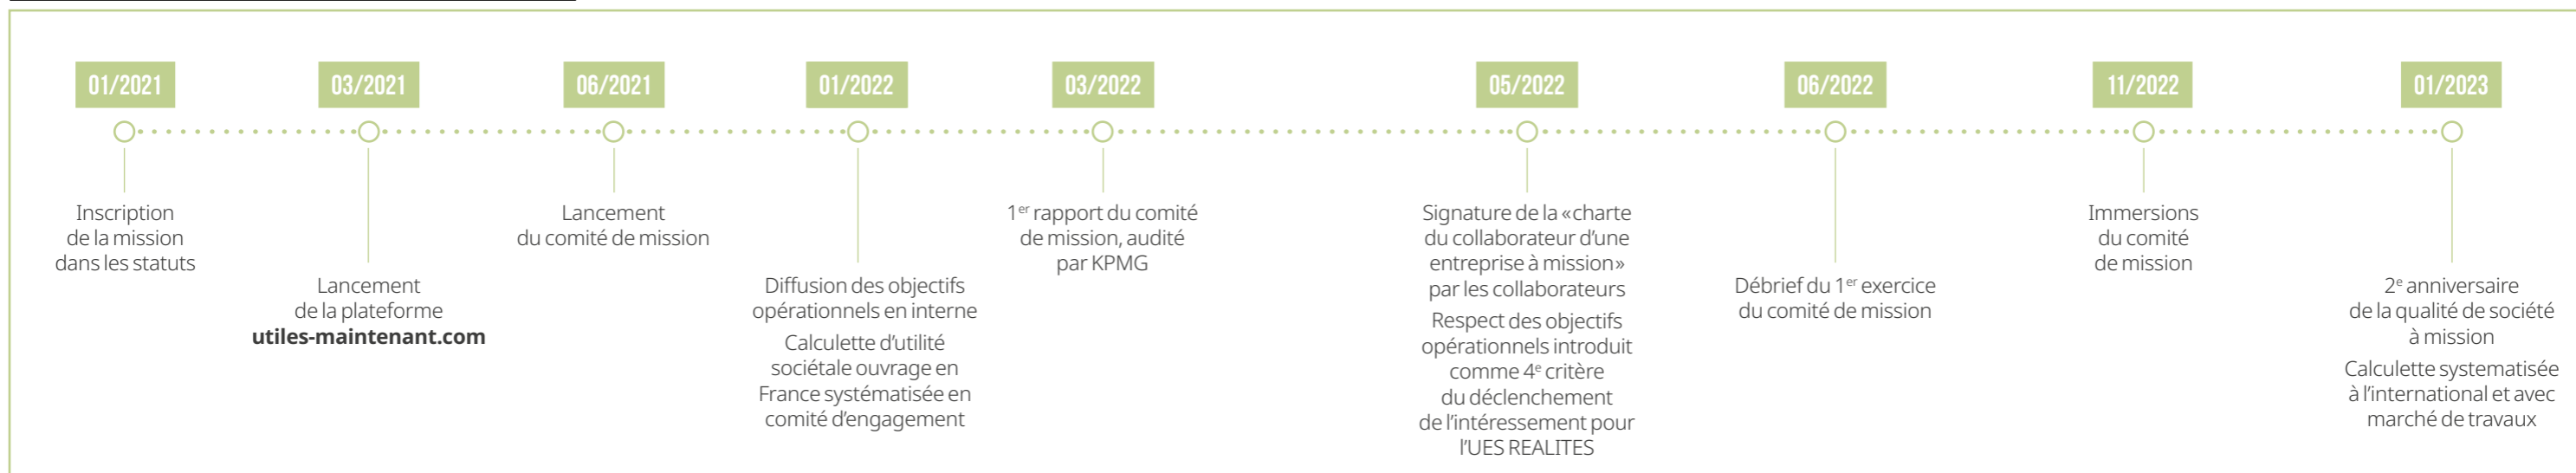 01/2021
Inscription
de la mission
dans les statuts
03/2021
Lancement
de la plateforme
utiles-maintenant.com
06/2021
Lancement
du comité de mission
01/2022
Diffusion des objectifs
opérationnels en interne
Calculette d’utilité
sociétale ouvrage en
France systématisée en
comité d’engagement
03/2022
1er rapport du comité
de mission, audité
par KPMG
05/2022
Signature de la «charte
du collaborateur d’une
entreprise à mission»
par les collaborateurs
Respect des objectifs
opérationnels introduit
comme 4e critère
du déclenchement
de l’intéressement pour
l’UES REALITES
06/2022
Débrief du 1er exercice
du comité de mission
11/2022
Immersions
du comité
de mission
01/2023
2e anniversaire
de la qualité de société
à mission
Calculette systematisée
à l’international et avec
marché de travaux